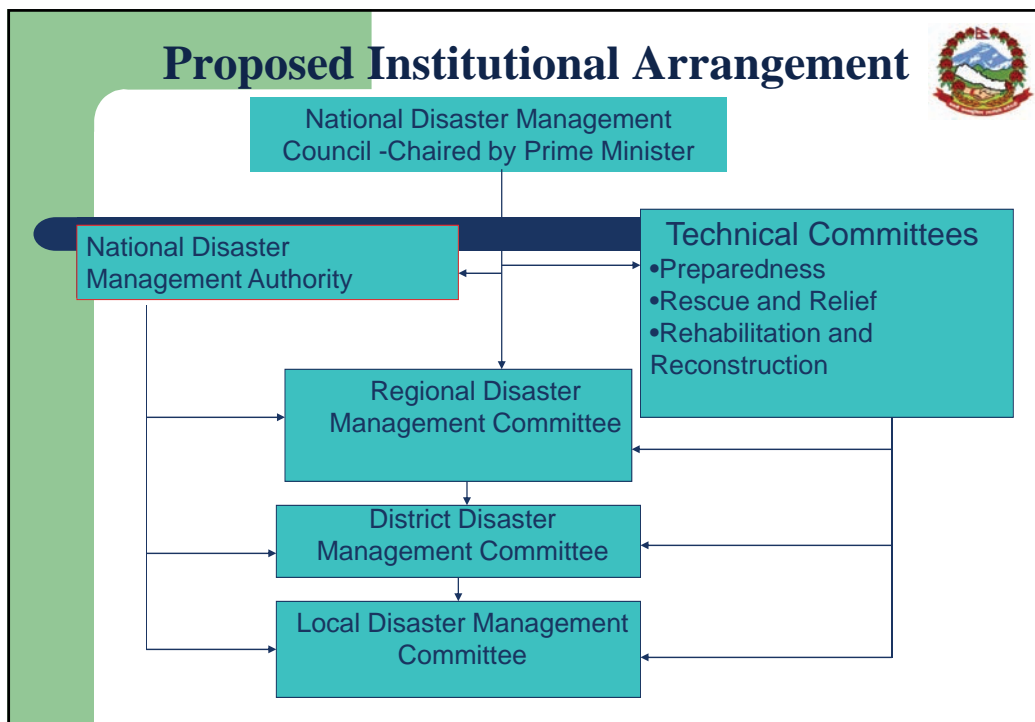 Proposed Institutional Arrangement
National Disaster Management
Council -Chaired by Prime Minister
National Disaster
Management Authority
Technical Committees
•Preparedness
•Rescue and Relief
•Rehabilitation and
Reconstruction
Regional Disaster
Management Committee
District Disaster
Management Committee
Local Disaster Management
Committee